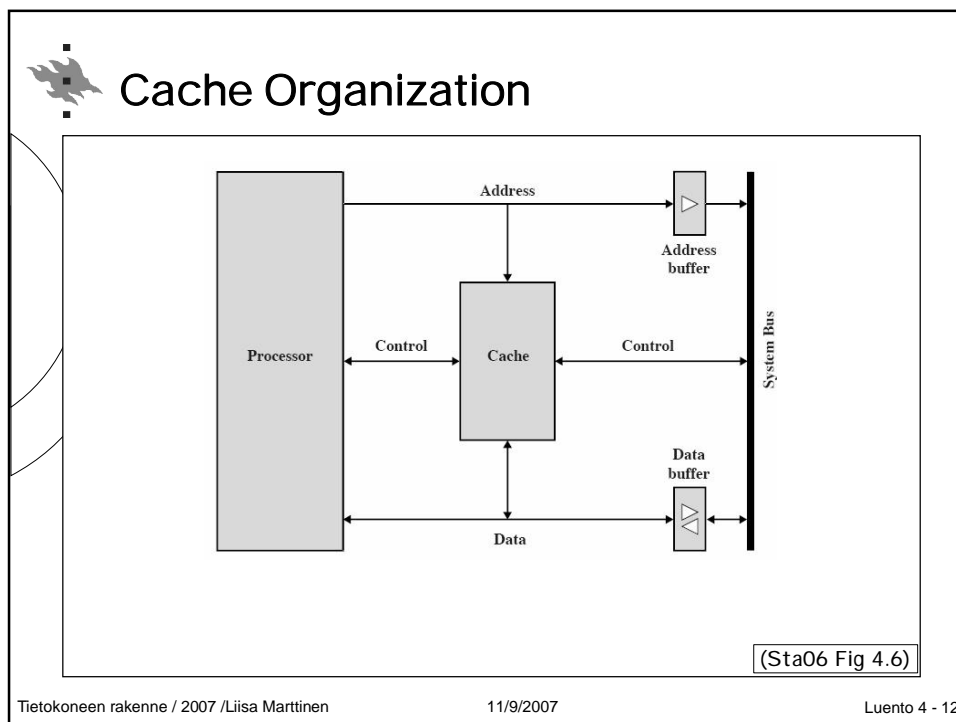 Cache Organization
Address
Address
buffer
Processor
Control
Cache
Control
System Bus
Data
buffer
Data
(Sta06 Fig 4.6)
Tietokoneen rakenne / 2007 /Liisa Marttinen 11/9/2007 Luento 4 - 12